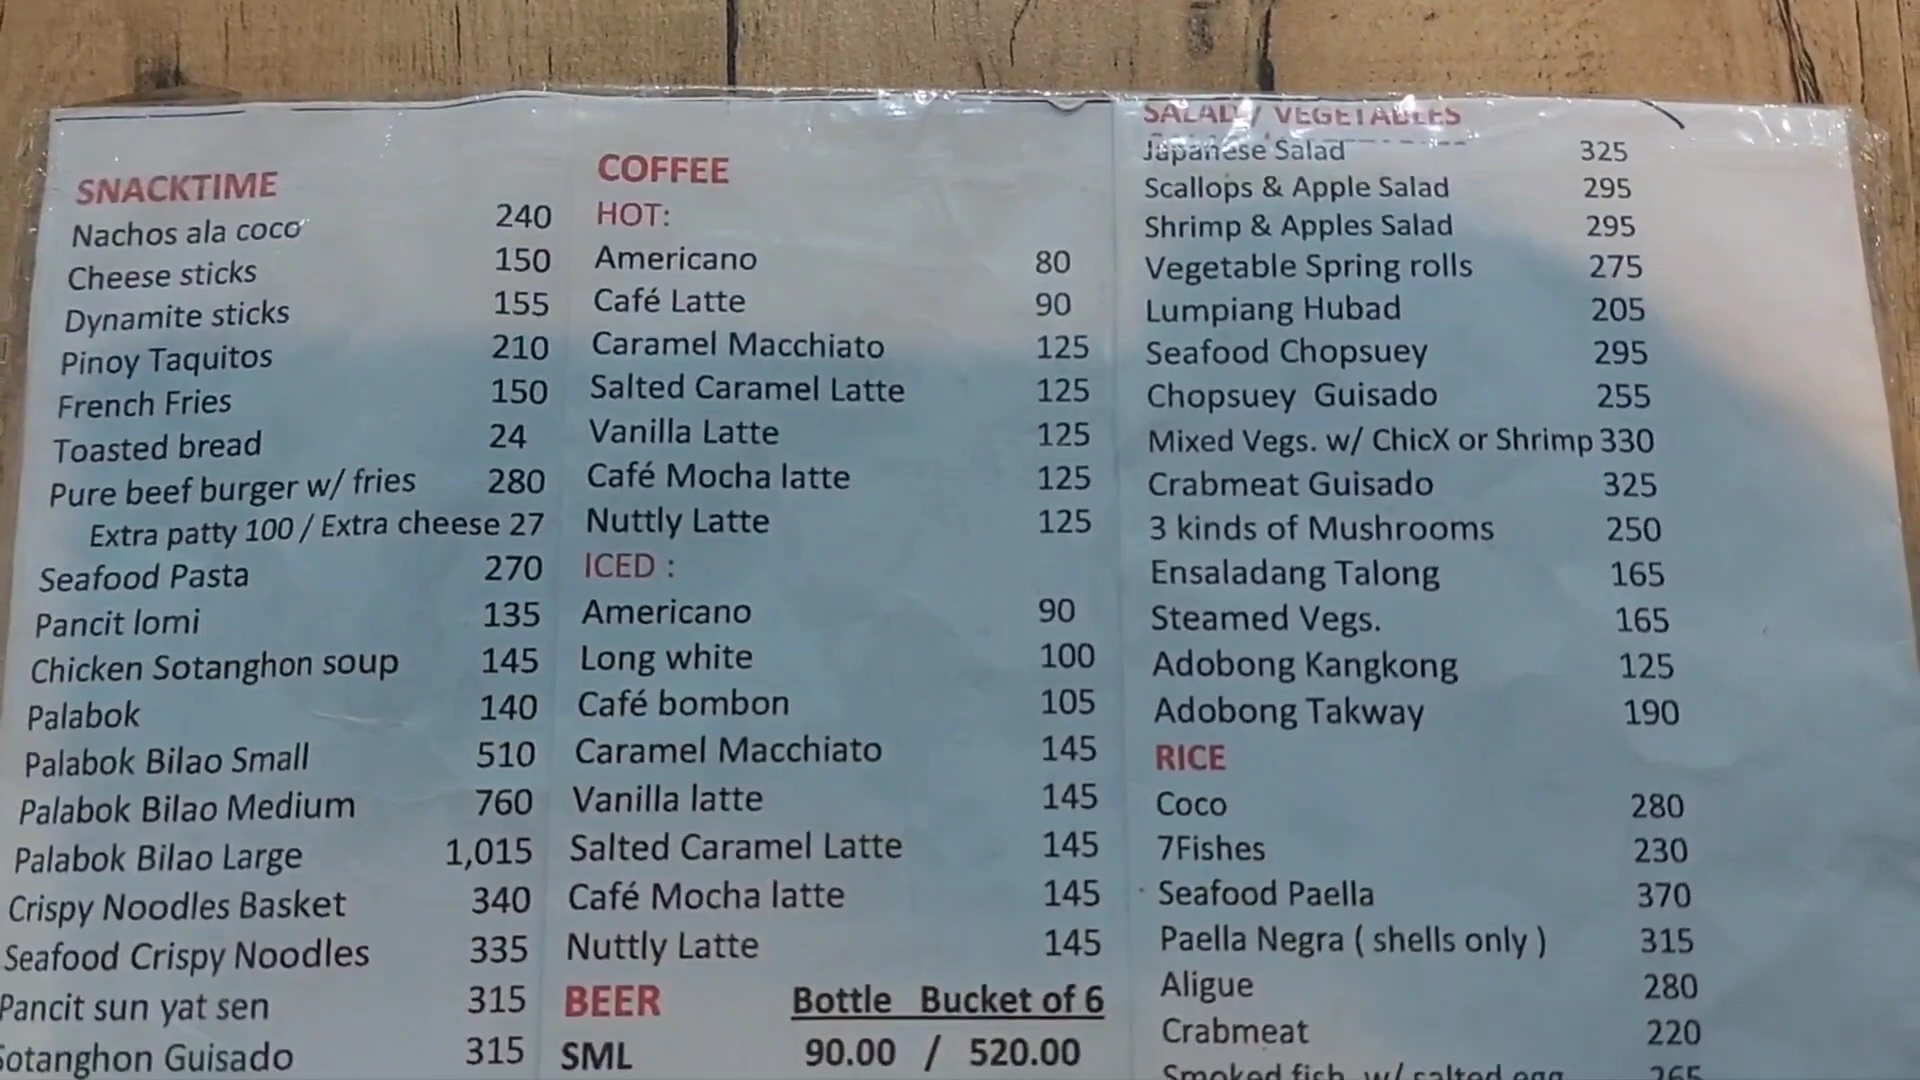 SNACKTIME
Nachos ala coco 240
Cheese sticks 150
Dynamite sticks 155
Pinoy Taquitos 210
French Fries 150
Toasted bread 24
Pure beef burger w/ fries 280
Extra patty 100 / Extra cheese 27
Seafood Pasta 270
Pancit lomi 135
Chicken Sotanghon soup 145
Palabok 140
Palabok Bilao Small 510
Palabok Bilao Medium 760
Palabok Bilao Large 1,015
Crispy Noodles Basket 340
Seafood Crispy Noodles 335
Pancit sun yat sen 315
Sotanghon Guisado 315
COFFEE
HOT:
Americano 80
Café Latte 90
Caramel Macchiato 125
Salted Caramel Latte 125
Vanilla Latte 125
Café Mocha latte 125
Nuttly Latte 125
ICED :
Americano 90
Long white 100
Café bombon 105
Caramel Macchiato 145
Vanilla latte 145
Salted Caramel Latte 145
Café Mocha latte 145
Nuttly Latte 145
BEER Bottle Bucket of 6
SML 90.00 / 520.00
SALAD / VEGETABLES
Japanese Salad 325
Scallops & Apple Salad 295
Shrimp & Apples Salad 295
Vegetable Spring rolls 275
Lumpiang Hubad 205
Seafood Chopsuey 295
Chopsuey Guisado 255
Mixed Vegs. w/ ChicX or Shrimp 330
Crabmeat Guisado 325
3 kinds of Mushrooms 250
Ensaladang Talong 165
Steamed Vegs. 165
Adobong Kangkong 125
Adobong Takway 190
RICE
Coco 280
7Fishes 230
Seafood Paella 370
Paella Negra ( shells only ) 315
Aligue 280
Crabmeat 220
Smoked fish w/ salted egg 265